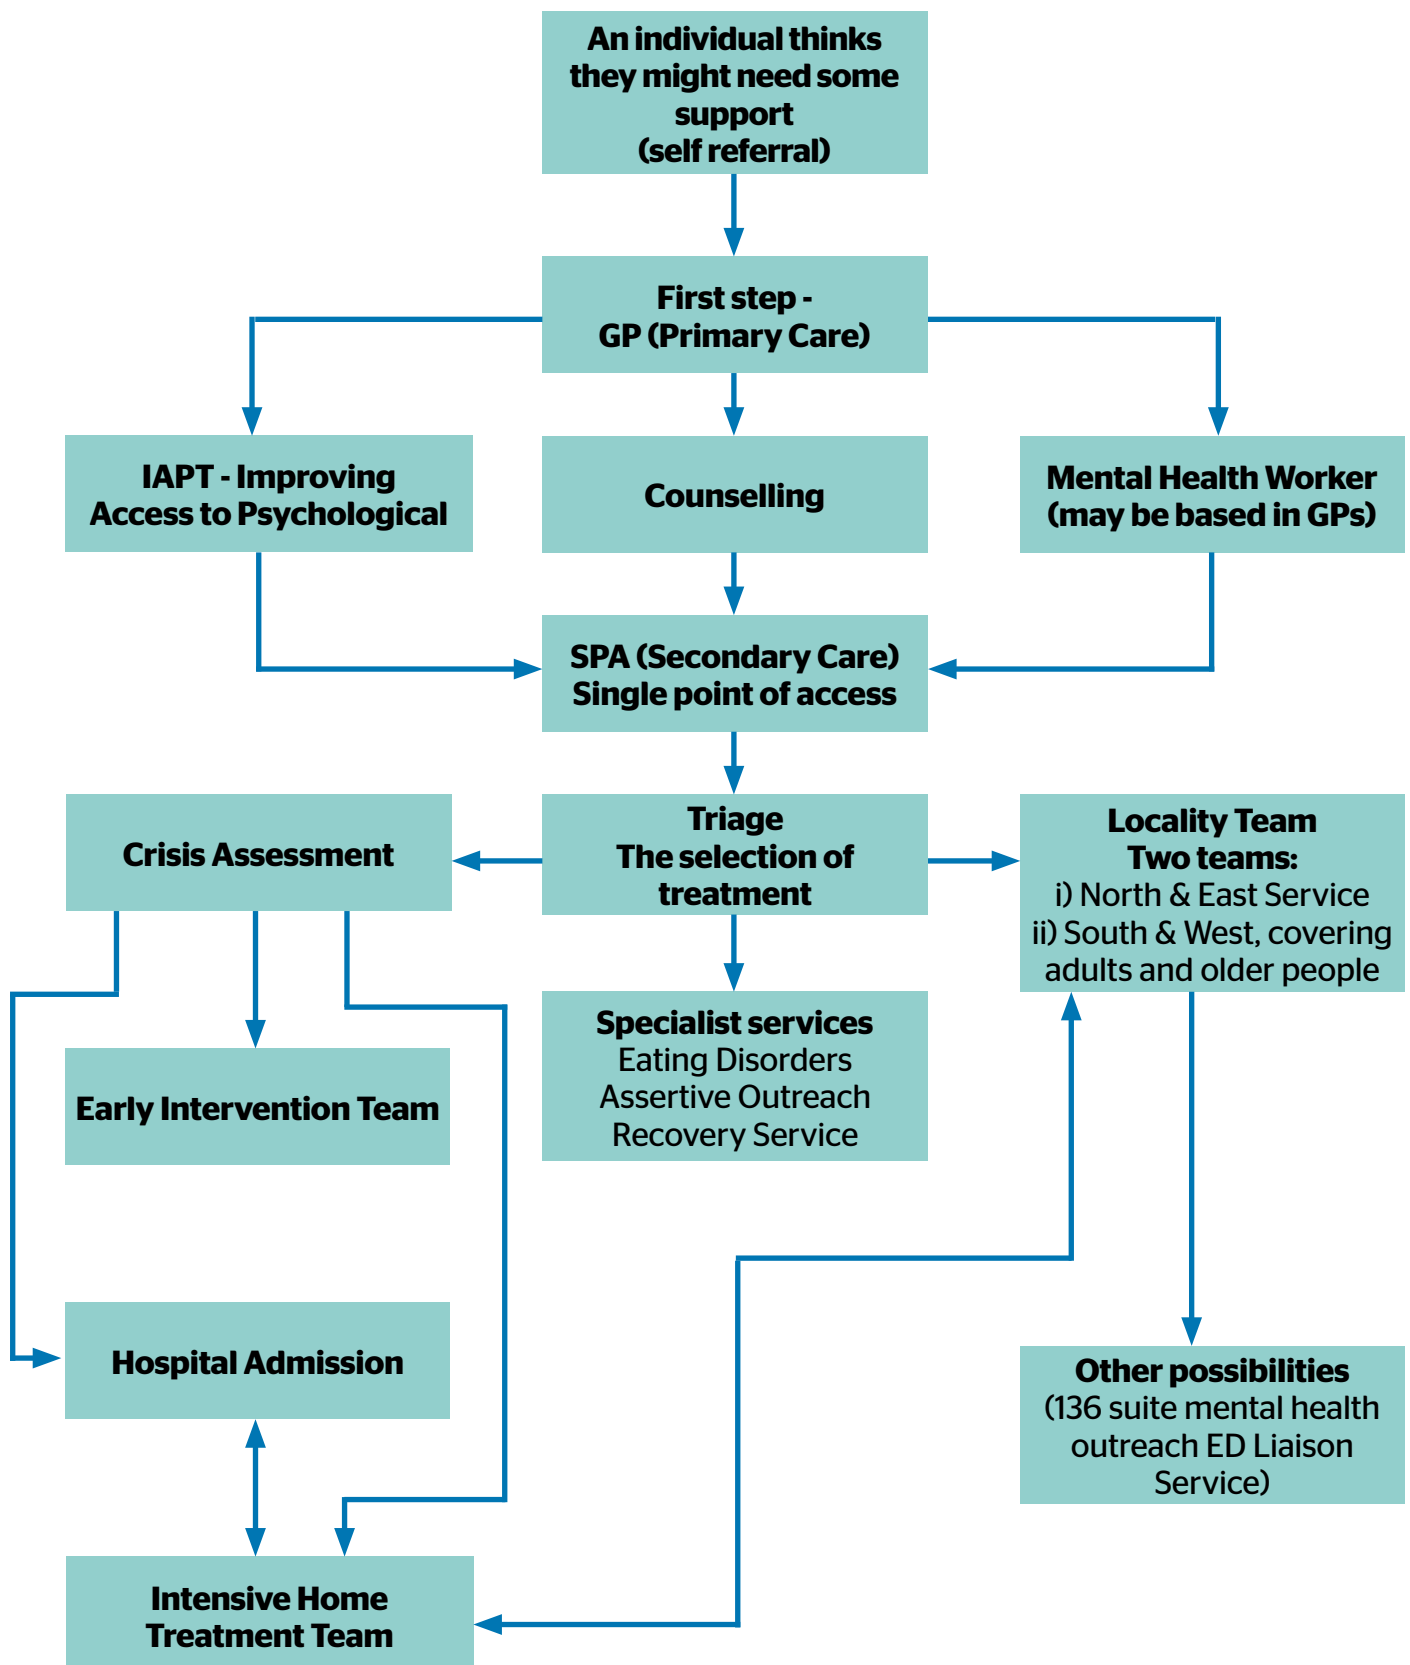 An individual thinks
they might need some
support
(self referral)
First step -
GP (Primary Care)
IAPT - Improving
Access to Psychological
Counselling
Mental Health Worker
(may be based in GPs)
SPA (Secondary Care)
Single point of access
Crisis Assessment
Triage
The selection of
treatment
Locality Team
Two teams:
i) North & East Service
ii) South & West, covering
adults and older people
Specialist services
Eating Disorders
Assertive Outreach
Recovery Service
Early Intervention Team
Hospital Admission
Other possibilities
(136 suite mental health
outreach ED Liaison
Service)
Intensive Home
Treatment Team